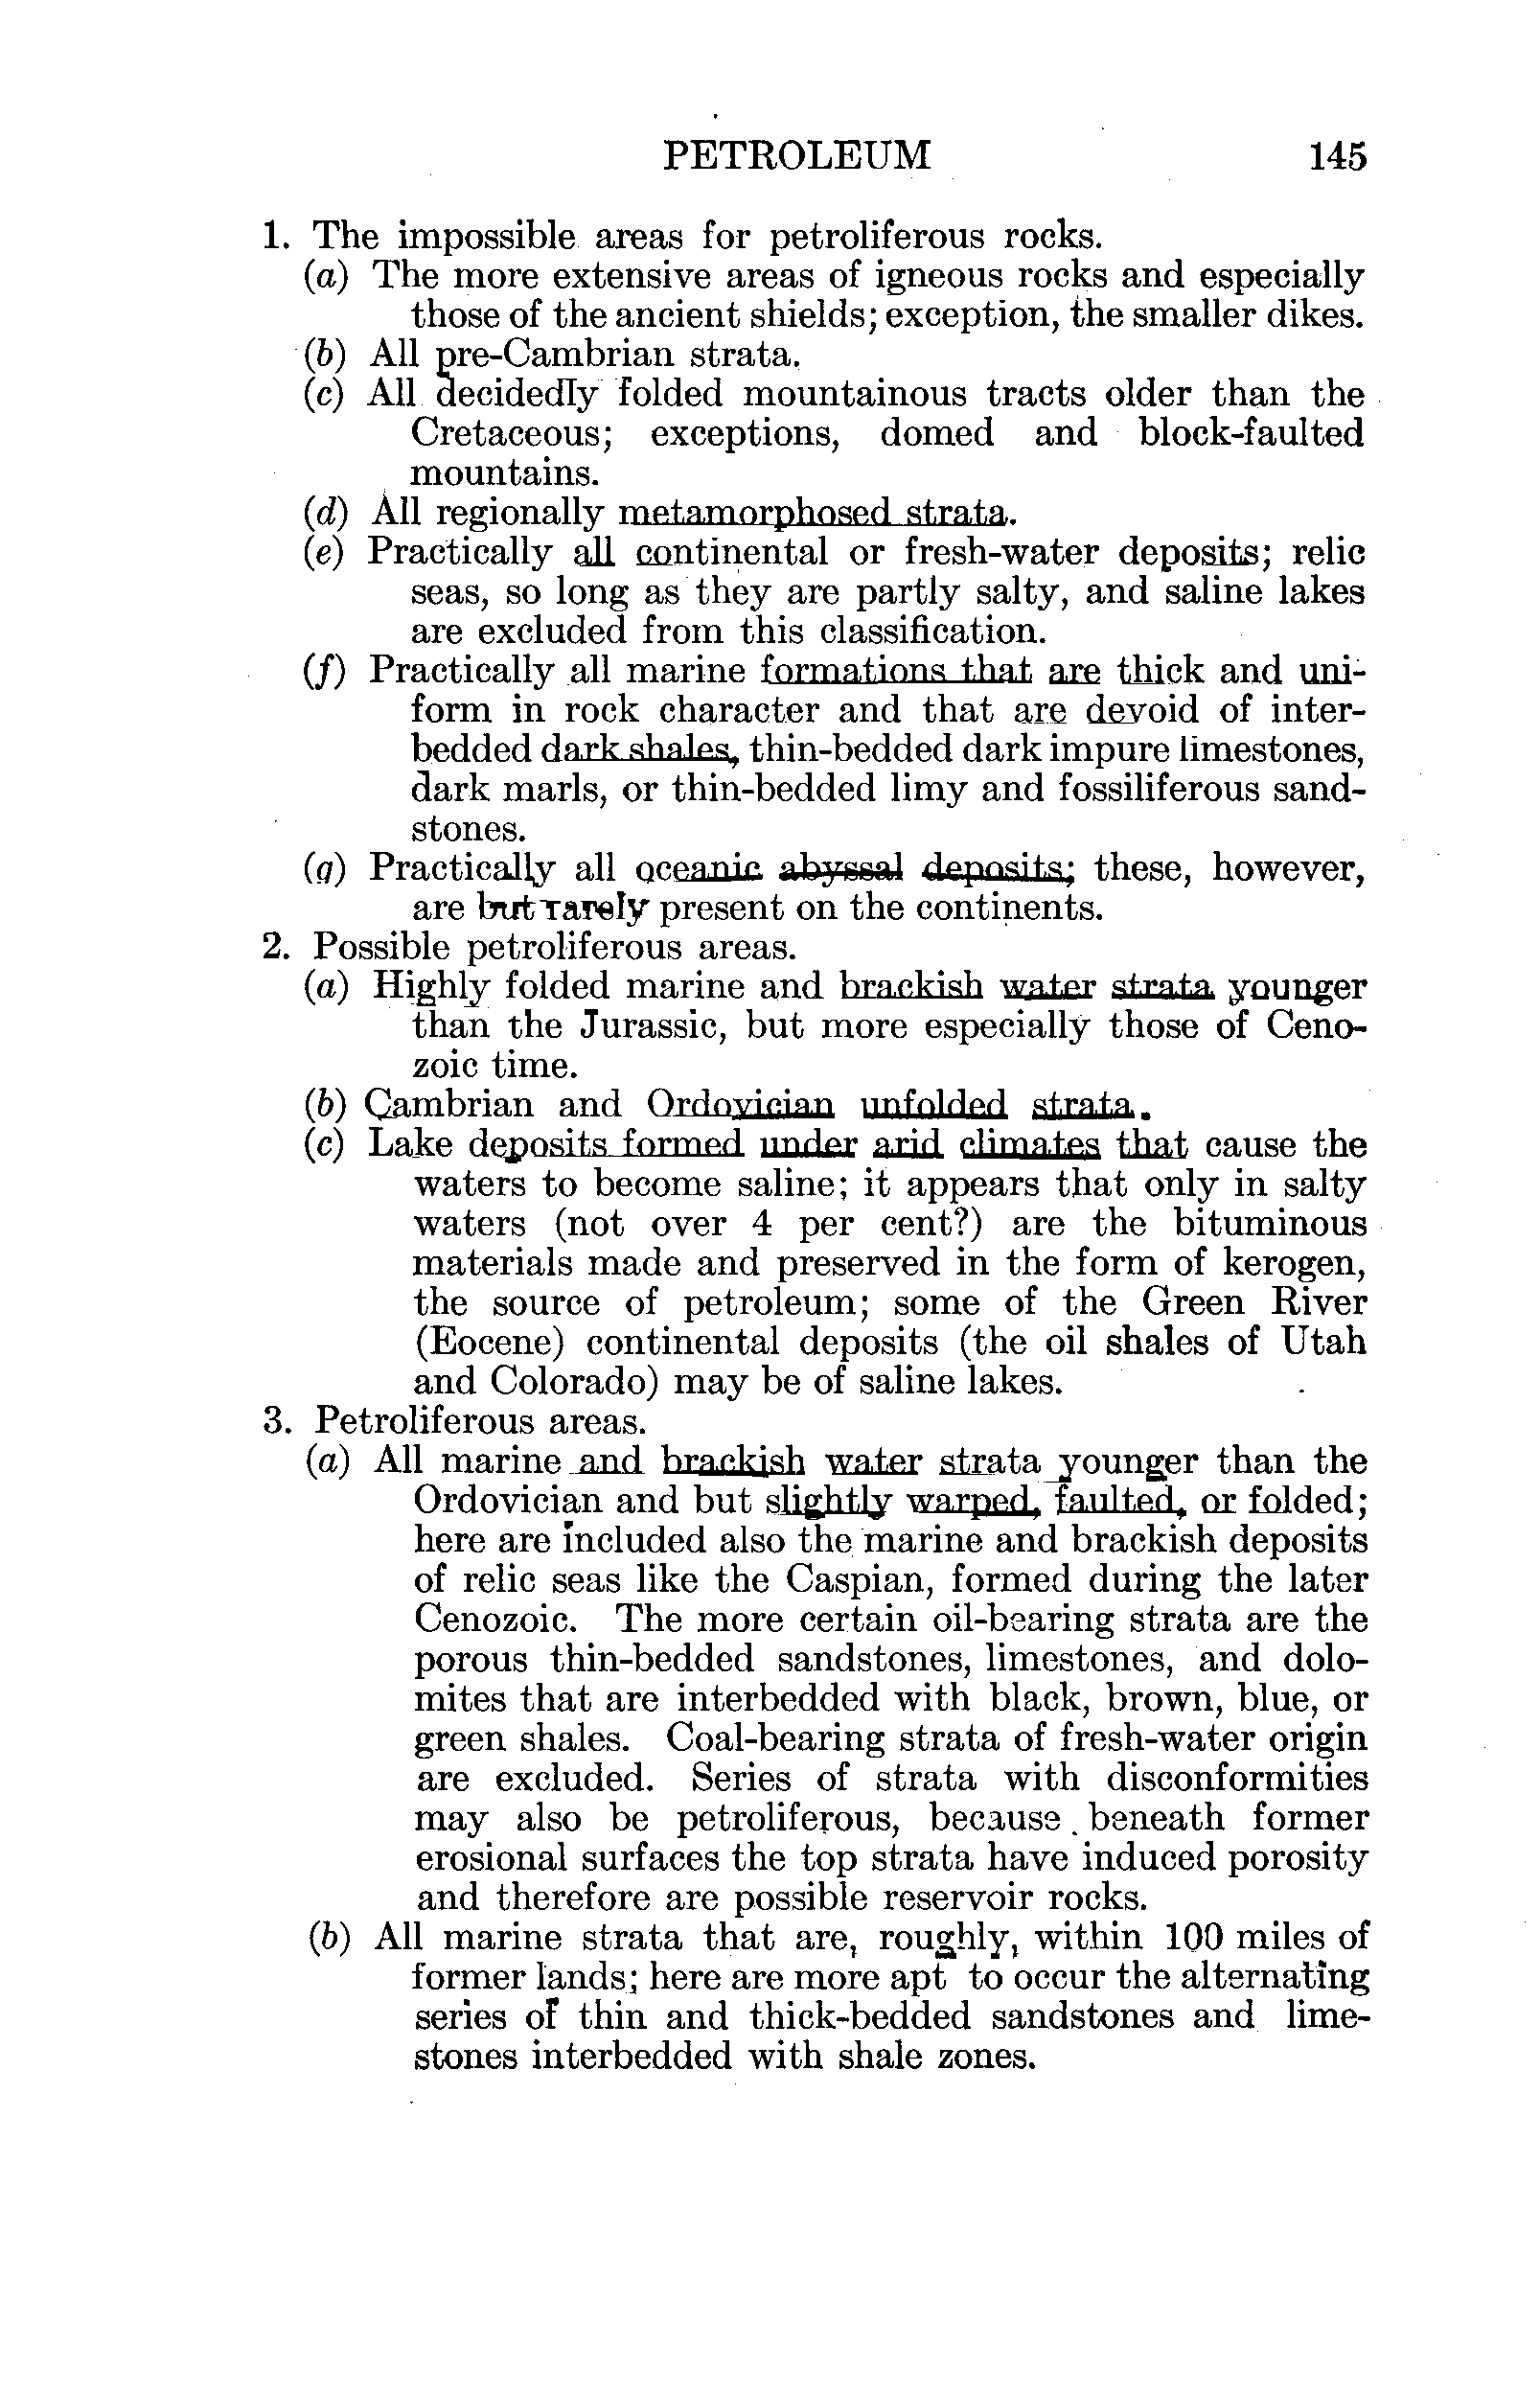 PETROLEUM 145
1. The impossible areas for petroliferous rocks.
(a) The more extensive areas of igneous rocks and especially
those of the ancient shields; exception, the smaller dikes.
(b) All pre-Cambrian strata.
(c) All decidedly folded mountainous tracts older than the
Cretaceous; exceptions, domed and block-faulted
mountains.
(d) All regionally metamorphosed strata.
(e) Practically all continental or fresh-water deposits; relic
seas, so long as they are partly salty, and saline lakes
are excluded from this classification.
(f) Practically all marine formations that are thick and uni-
form in rock character and that are devoid of inter-
bedded dark shales, thin-bedded dark impure limestones,
dark marls, or thin-bedded limy and fossiliferous sand-
stones.
(g) Practically all oceanic abyssal deposits; these, however,
are but rarely present on the continents.
2. Possible petroliferous areas.
(a) Highly folded marine and brackish water strata younger
than the Jurassic, but more especially those of Ceno-
zoic time.
(b) Cambrian and Ordovician unfolded strata.
(c) Lake deposits formed under arid climates that cause the
waters to become saline; it appears that only in salty
waters (not over 4 per cent?) are the bituminous
materials made and preserved in the form of kerogen,
the source of petroleum; some of the Green River
(Eocene) continental deposits (the oil shales of Utah
and Colorado) may be of saline lakes.
3. Petroliferous areas.
(a) All marine and brackish water strata younger than the
Ordovician and but slightly warped, faulted, or folded;
here are included also the marine and brackish deposits
of relic seas like the Caspian, formed during the later
Cenozoic. The more certain oil-bearing strata are the
porous thin-bedded sandstones, limestones, and dolo-
mites that are interbedded with black, brown, blue, or
green shales. Coal-bearing strata of fresh-water origin
are excluded. Series of strata with disconformities
may also be petroliferous, because beneath former
erosional surfaces the top strata have induced porosity
and therefore are possible reservoir rocks.
(b) All marine strata that are, roughly, within 100 miles of
former lands; here are more apt to occur the alternating
series of thin and thick-bedded sandstones and lime-
stones interbedded with shale zones.